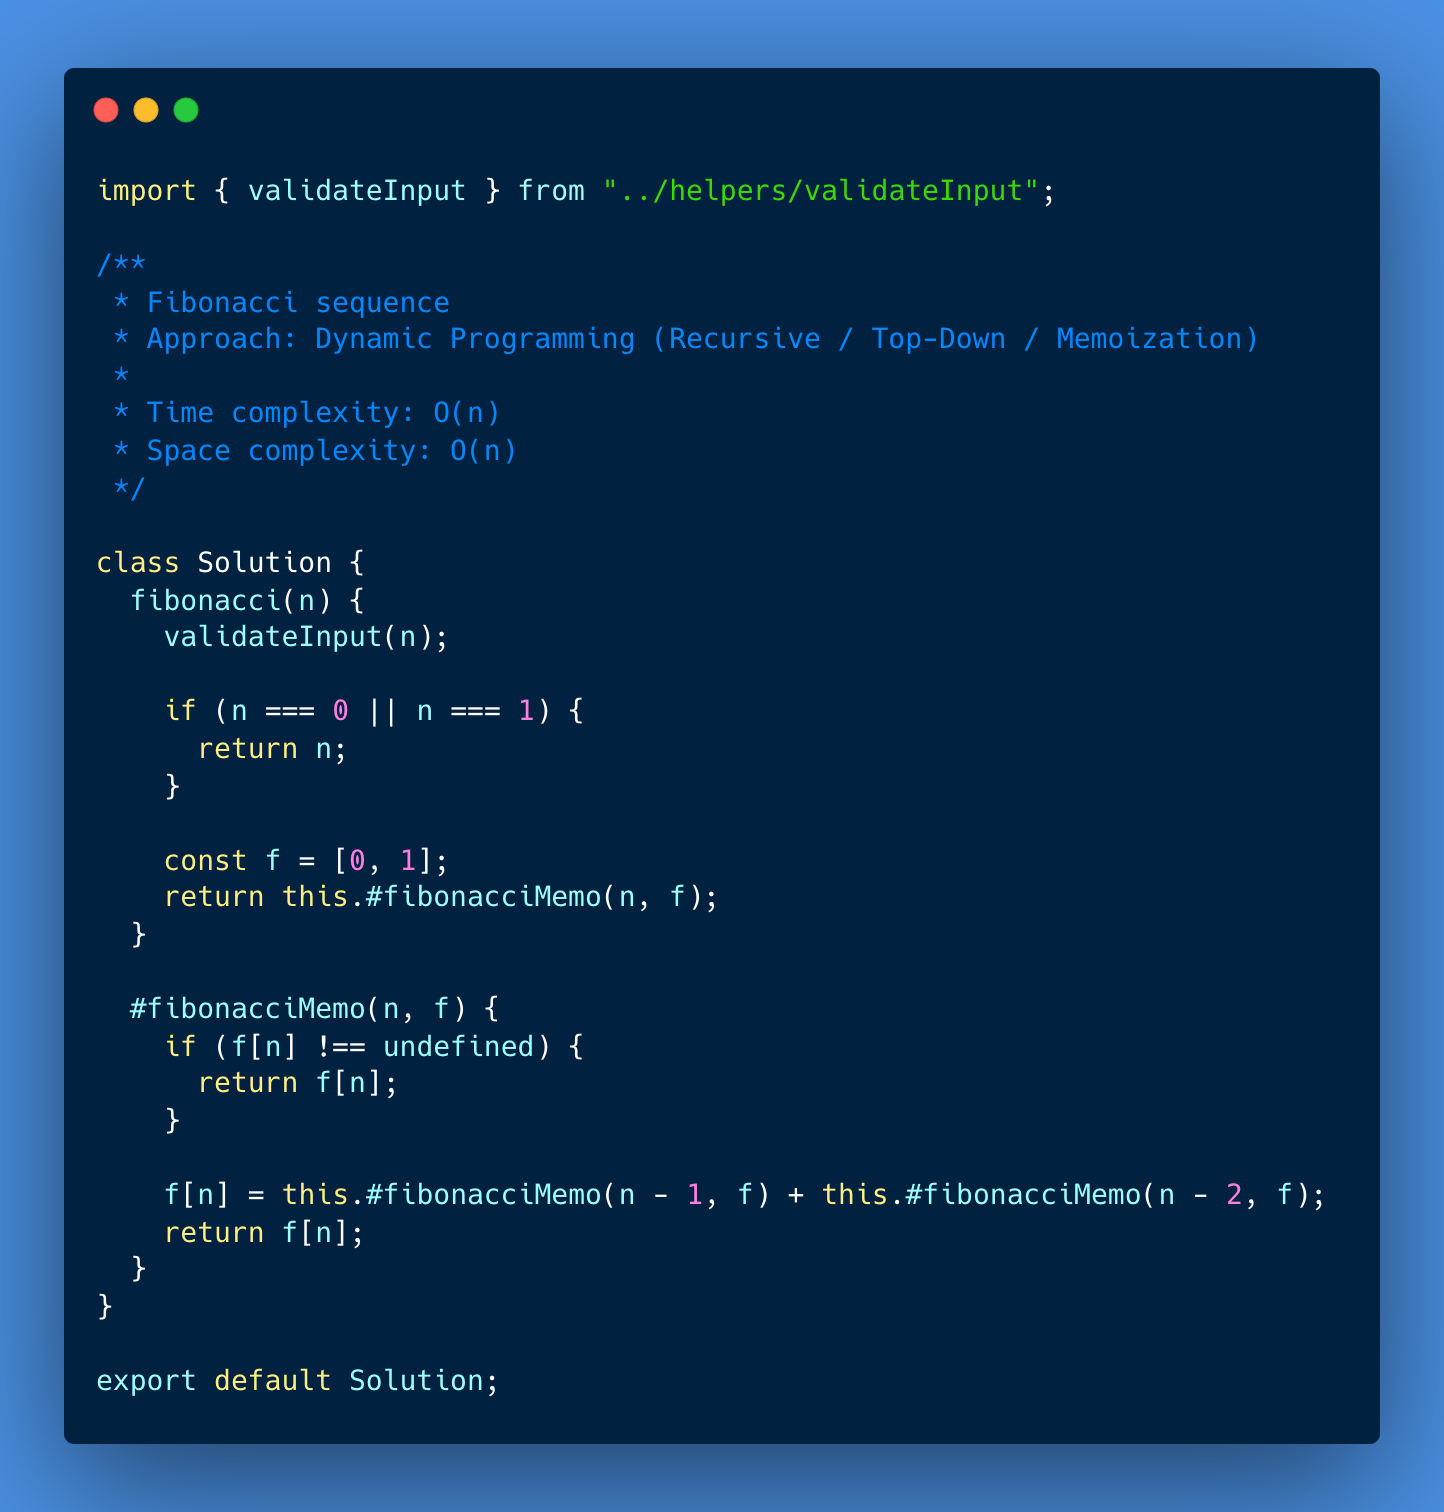 import { validateInput } from "../helpers/validateInput";

/**
 * Fibonacci sequence
 * Approach: Dynamic Programming (Recursive / Top-Down / Memoization)
 *
 * Time complexity: O(n)
 * Space complexity: O(n)
 */

class Solution {
  fibonacci(n) {
    validateInput(n);

    if (n === 0 || n === 1) {
      return n;
    }

    const f = [0, 1];
    return this.#fibonacciMemo(n, f);
  }

  #fibonacciMemo(n, f) {
    if (f[n] !== undefined) {
      return f[n];
    }

    f[n] = this.#fibonacciMemo(n - 1, f) + this.#fibonacciMemo(n - 2, f);
    return f[n];
  }
}

export default Solution;